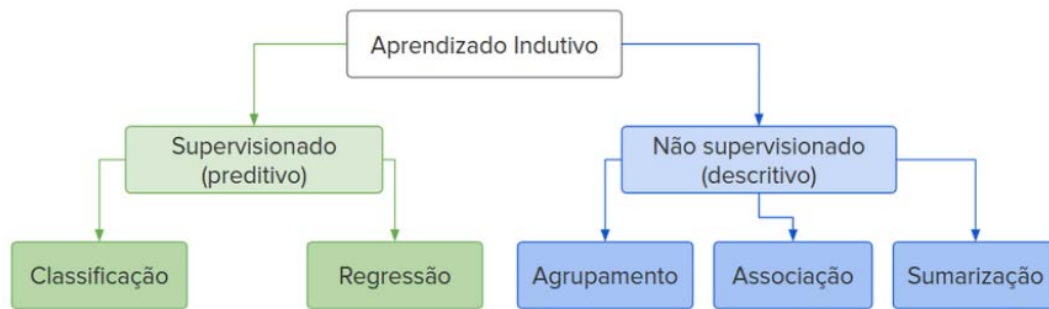 Aprendizado Indutivo
Supervisionado
(preditivo)
Não supervisionado
(descritivo)
Classificação
Regressão
Agrupamento
Associação
Sumarização